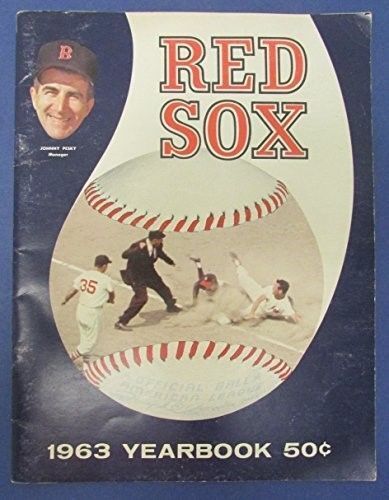 B
RED
SOX
JOHNNY PESKY
Manager
35
OFFICIAL BALL
AMERICAN LEAGUE
1963 YEARBOOK 50¢